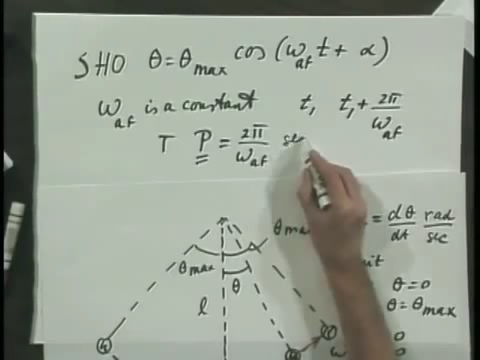 SHO θ = θmax cos (ωaf t + α)
ωaf is a constant t, t, + 2π/ωaf
T P = 2π/ωaf sec
θmax
= dθ/dt rad/sec
θmax
θ
θ = 0
l
θ = θmax